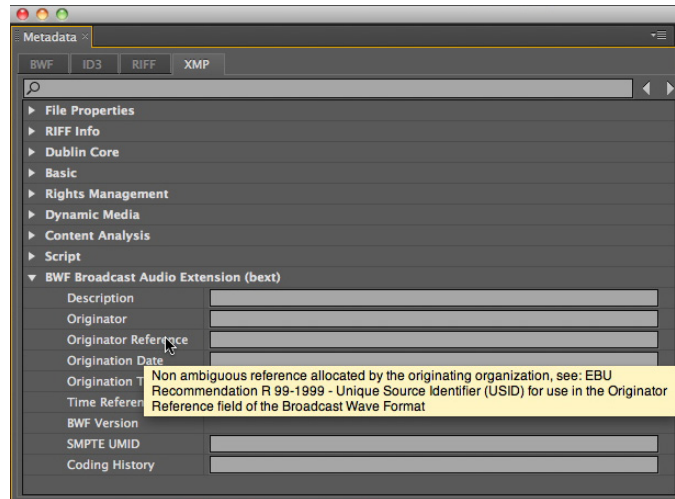 Metadata ×
BWF ID3 RIFF XMP
File Properties
RIFF Info
Dublin Core
Basic
Rights Management
Dynamic Media
Content Analysis
Script
BWF Broadcast Audio Extension (bext)
Description
Originator
Originator Reference
Origination Date
Origination T
Time Referen
BWF Version
SMPTE UMID
Coding History
Non ambiguous reference allocated by the originating organization, see: EBU
Recommendation R 99-1999 - Unique Source Identifier (USID) for use in the Originator
Reference field of the Broadcast Wave Format